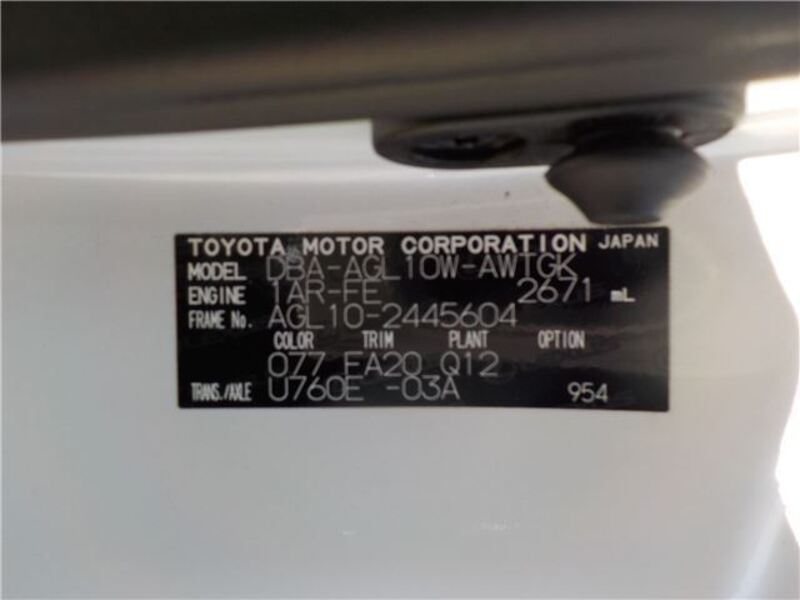 TOYOTA MOTOR CORPORATION JAPAN
MODEL DBA-AGL10W-AWTGK
ENGINE 1AR-FE 2671 mL
FRAME No. AGL10-2445604
COLOR TRIM PLANT OPTION
077 FA20 Q12
TRANS./AXLE U760E -03A 954